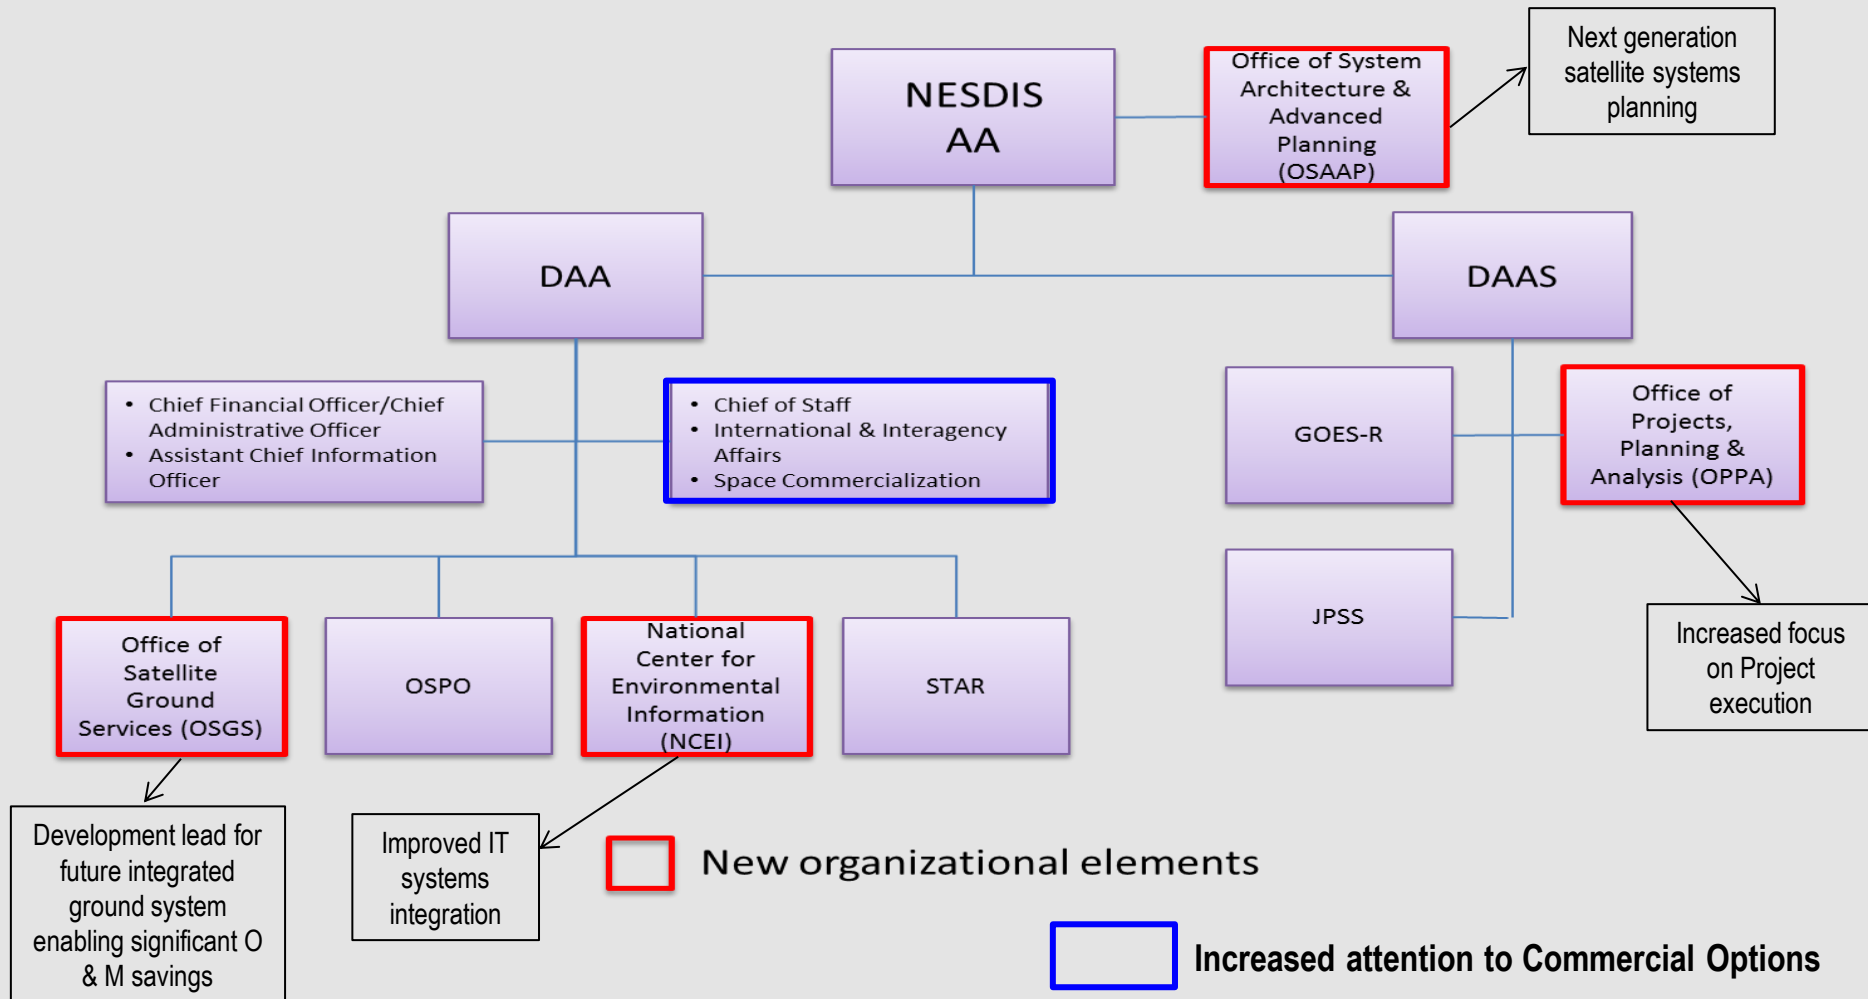 NESDIS
AA
Office of System
Architecture &
Advanced
Planning
(OSAAP)
Next generation
satellite systems
planning
DAA
DAAS
• Chief Financial Officer/Chief
Administrative Officer
• Assistant Chief Information
Officer
• Chief of Staff
• International & Interagency
Affairs
• Space Commercialization
GOES-R
Office of
Projects,
Planning &
Analysis (OPPA)
JPSS
Increased focus
on Project
execution
Office of
Satellite
Ground
Services (OSGS)
OSPO
National
Center for
Environmental
Information
(NCEI)
STAR
Development lead for
future integrated
ground system
enabling significant O
& M savings
Improved IT
systems
integration
New organizational elements
Increased attention to Commercial Options